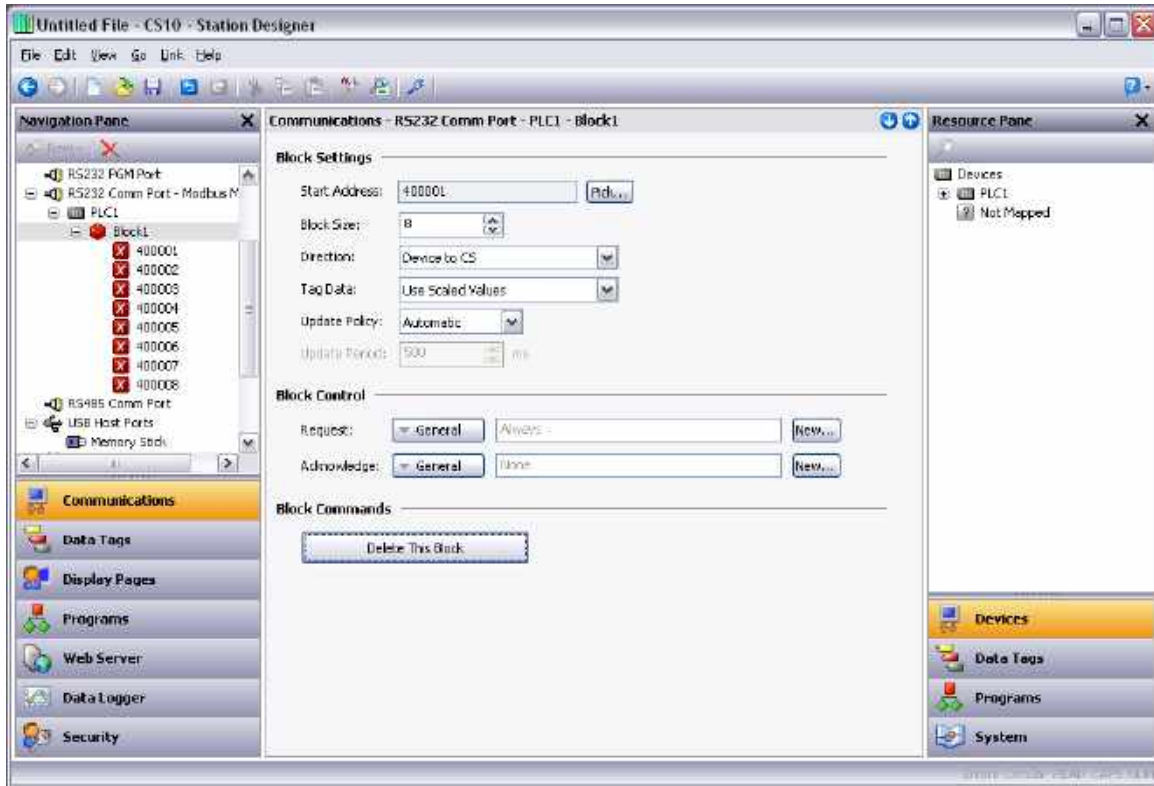 Untitled File - CS10 - Station Designer
File Edit View Go Link Help
Navigation Pane
Communications - RS232 Comm Port - PLC1 - Block1
Resource Pane
RS232 PGM Port
RS232 Comm Port - Modbus M
PLC1
Block1
400001
400002
400003
400004
400005
400006
400007
400008
RS485 Comm Port
USB Host Ports
Memory Stick
Communications
Data Tags
Display Pages
Programs
Web Server
Data Logger
Security
Block Settings
Start Address: 400001 Pick...
Block Size: 8
Direction: Device to CS
Tag Data: Use Scaled Values
Update Policy: Automatic
Update Period: 500 ms
Block Control
Request: General Always - New...
Acknowledge: General None New...
Block Commands
Delete This Block
Devices
PLC1
Not Mapped
Devices
Data Tags
Programs
System